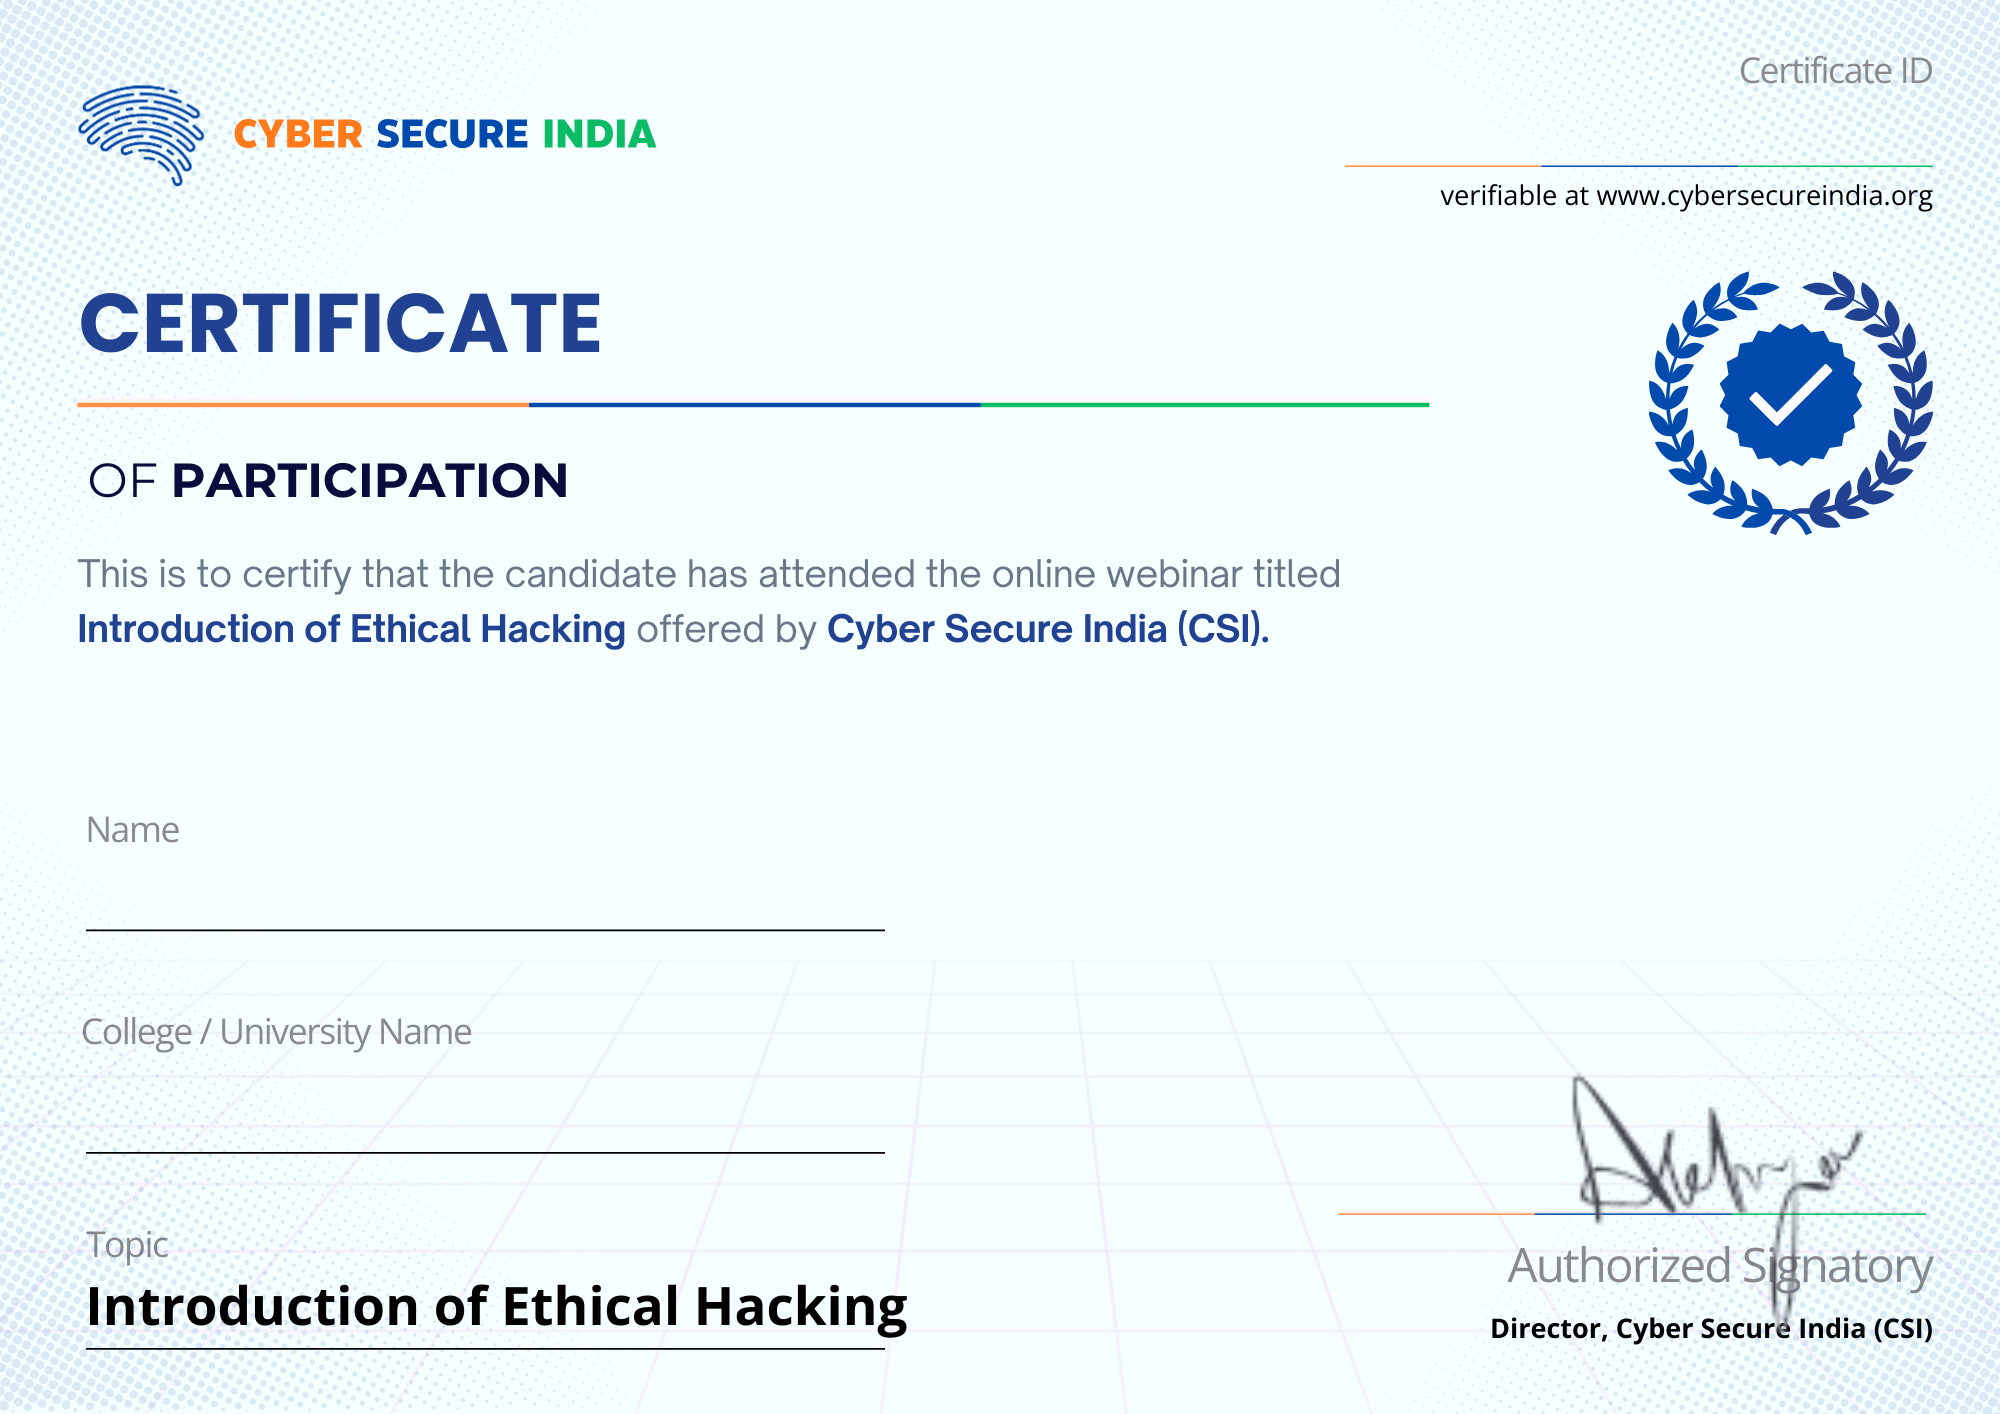 Certificate ID
CYBER SECURE INDIA
verifiable at www.cybersecureindia.org
CERTIFICATE
OF PARTICIPATION
This is to certify that the candidate has attended the online webinar titled
Introduction of Ethical Hacking offered by Cyber Secure India (CSI).
Name
College / University Name
Topic
Introduction of Ethical Hacking
Authorized Signatory
Director, Cyber Secure India (CSI)